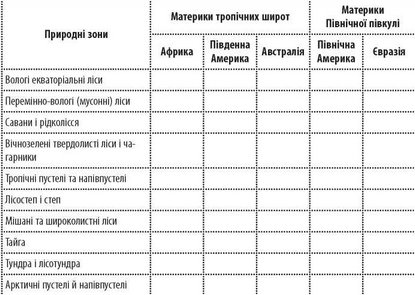 Природні зони
Материки тропічних широт
Материки
Північної півкулі
Африка
Південна
Америка
Австралія
Північна
Америка
Євразія
Вологі екваторіальні ліси
Перемінно-вологі (мусонні) ліси
Савани і рідколісся
Вічнозелені твердолисті ліси і ча-
гарники
Тропічні пустелі та напівпустелі
Лісостеп і степ
Мішані та широколистні ліси
Тайга
Тундра і лісотундра
Арктичні пустелі й напівпустелі